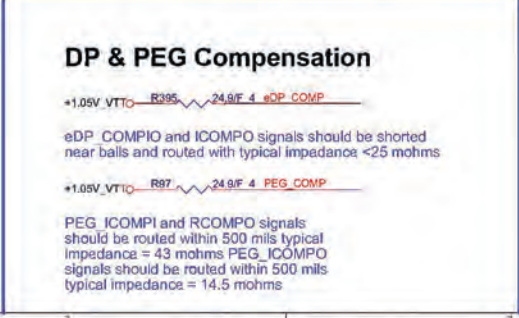 DP & PEG Compensation
+1.05V_VTT R395 24.9/F_4 eDP_COMP
eDP_COMPIO and ICOMPO signals should be shorted
near balls and routed with typical impedance <25 mohms
+1.05V_VTT R97 24.9/F_4 PEG_COMP
PEG_ICOMPI and RCOMPO signals
should be routed within 500 mils typical
impedance = 43 mohms PEG_ICOMPO
signals should be routed within 500 mils
typical impedance = 14.5 mohms